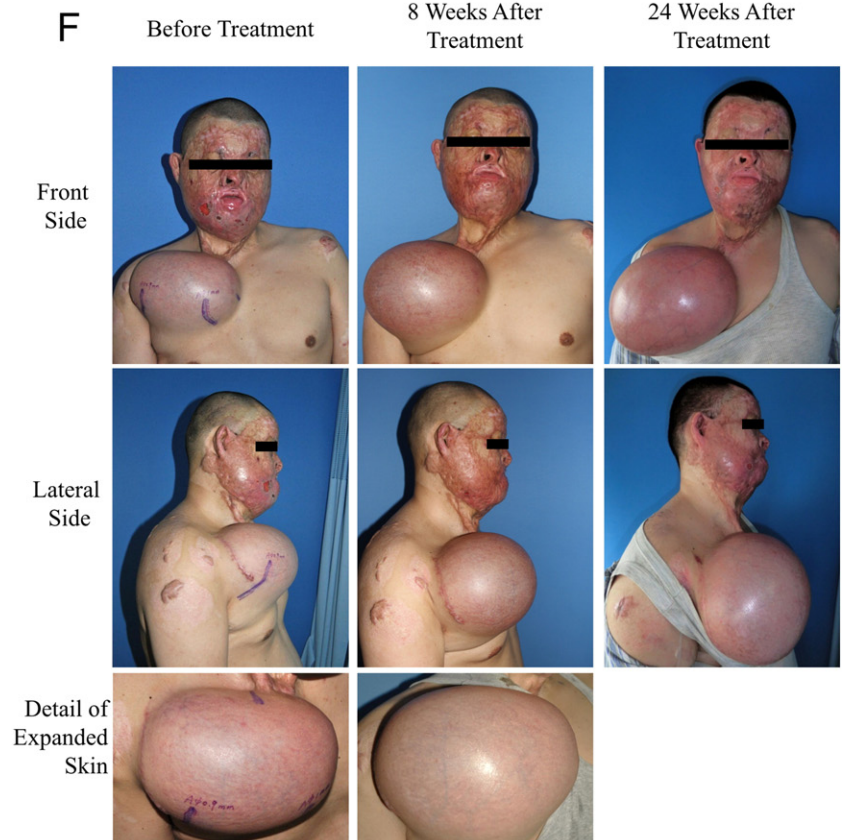 F
Before Treatment
8 Weeks After
Treatment
24 Weeks After
Treatment
Front
Side
Lateral
Side
Detail of
Expanded
Skin